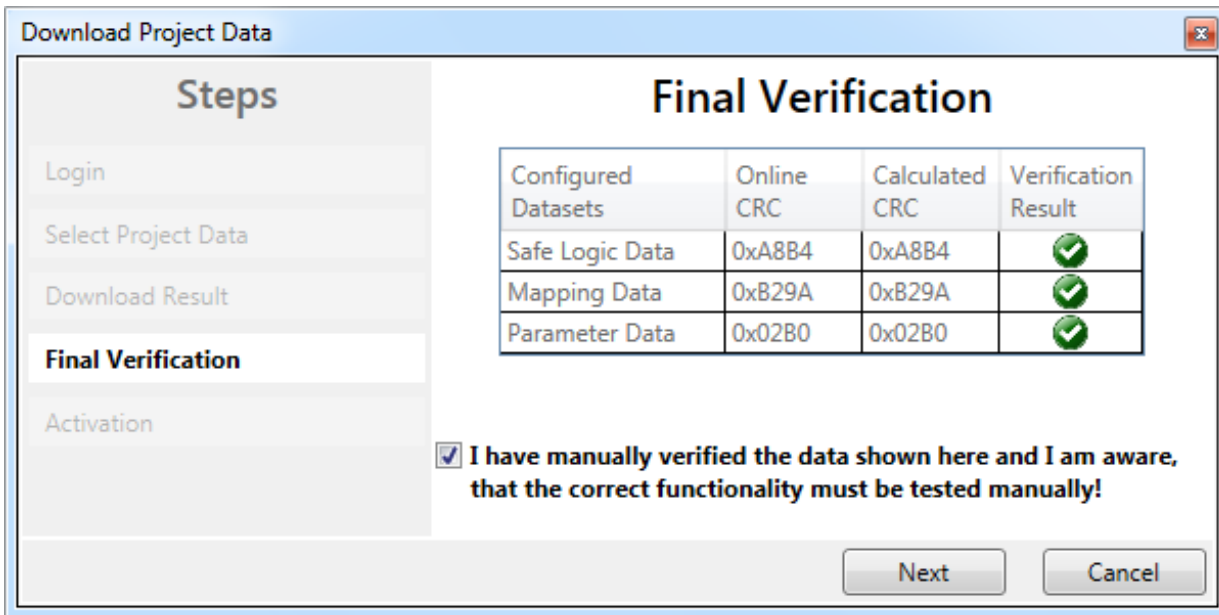 Download Project Data
Steps
Login
Select Project Data
Download Result
Final Verification
Activation
Final Verification
Configured Datasets Online CRC Calculated CRC Verification Result
Safe Logic Data 0xA8B4 0xA8B4
Mapping Data 0xB29A 0xB29A
Parameter Data 0x02B0 0x02B0
I have manually verified the data shown here and I am aware,
that the correct functionality must be tested manually!
Next Cancel